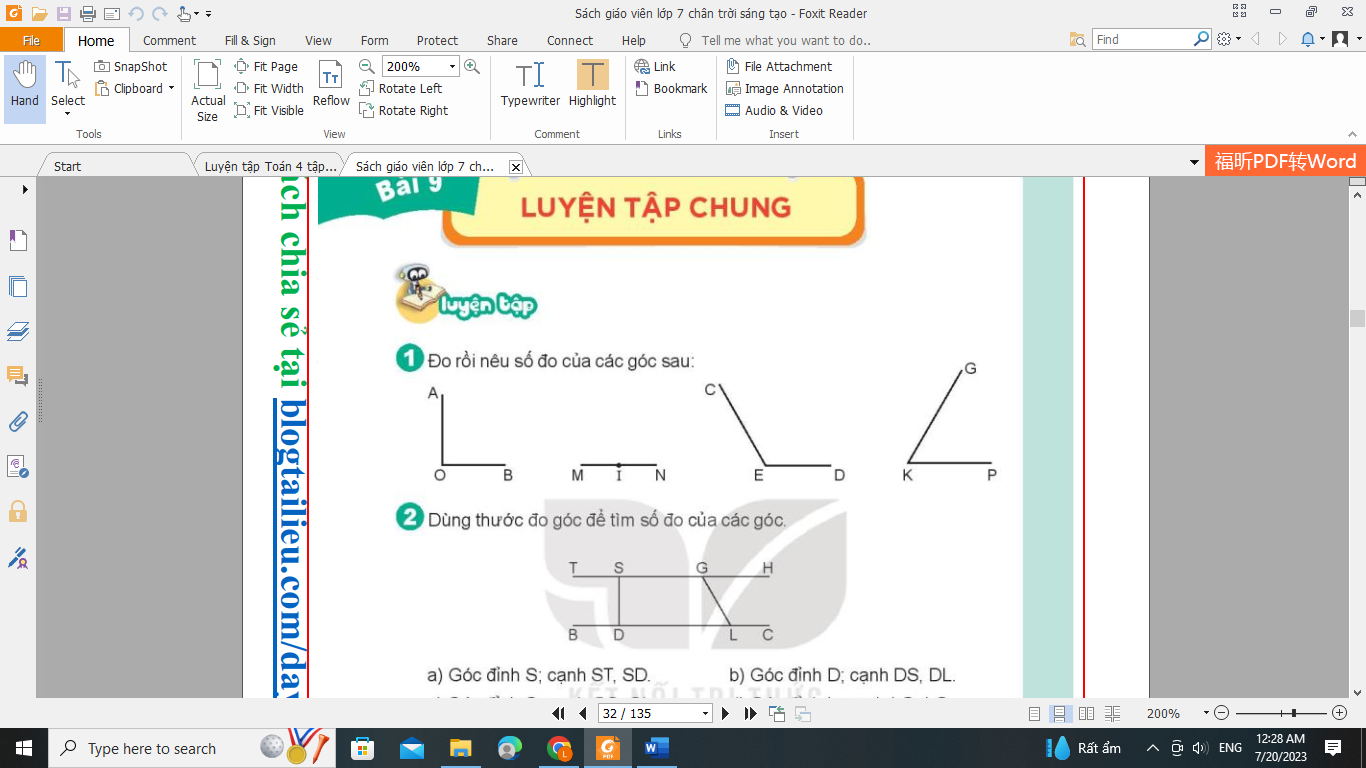 Sách giáo viên lớp 7 chân trời sáng tạo - Foxit Reader
File Home Comment Fill & Sign View Form Protect Share Connect Help Tell me what you want to do.. Find
Hand
Select
SnapShot
Clipboard
Tools
Actual Size
Fit Page
Fit Width
Fit Visible
Reflow
200%
Rotate Left
Rotate Right
View
Typewriter
Highlight
Comment
Link
Bookmark
Links
File Attachment
Image Annotation
Audio & Video
Insert
Start
Luyện tập Toán 4 tập...
Sách giáo viên lớp 7 ch...
福昕PDF转Word
ch chia sẽ tại blogtailieu.com/day
Bài 9
LUYỆN TẬP CHUNG
luyện tập
1 Đo rồi nêu số đo của các góc sau:
A
O B
M I N
C
E D
G
K P
2 Dùng thước đo góc để tìm số đo của các góc.
T S G H
B D L C
a) Góc đỉnh S; cạnh ST, SD.
b) Góc đỉnh D; cạnh DS, DL.
KẾT NỐI TRI THỨC
32 / 135
200%
Type here to search
Rất ẩm
ENG
12:28 AM
7/20/2023